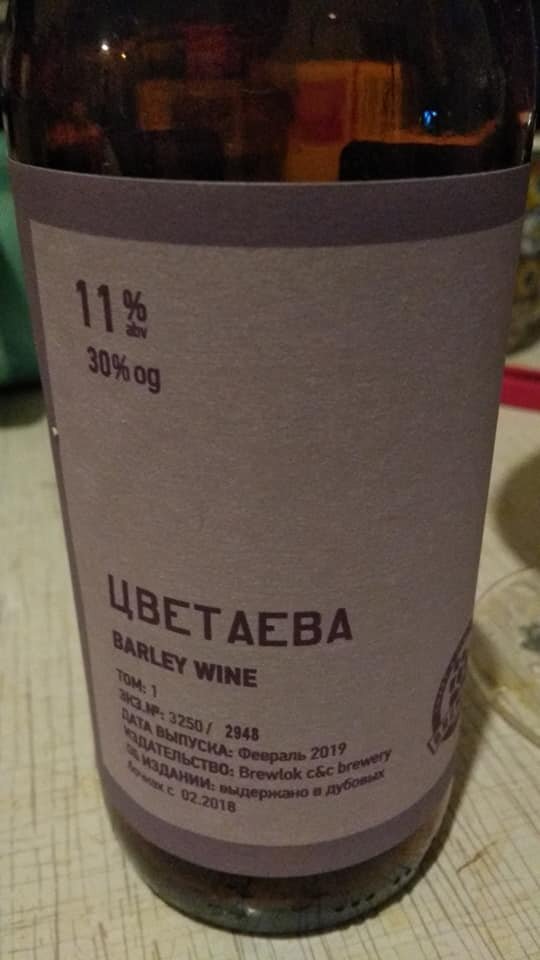 11% abv
30% og
ЦВЕТАЕВА
BARLEY WINE
ТОМ: 1
ЭКЗ.№: 3250/ 2948
ДАТА ВЫПУСКА: Февраль 2019
ИЗДАТЕЛЬСТВО: Brewlok c&c brewery
ОБ ИЗДАНИИ: выдержано в дубовых
бочках с 02.2018